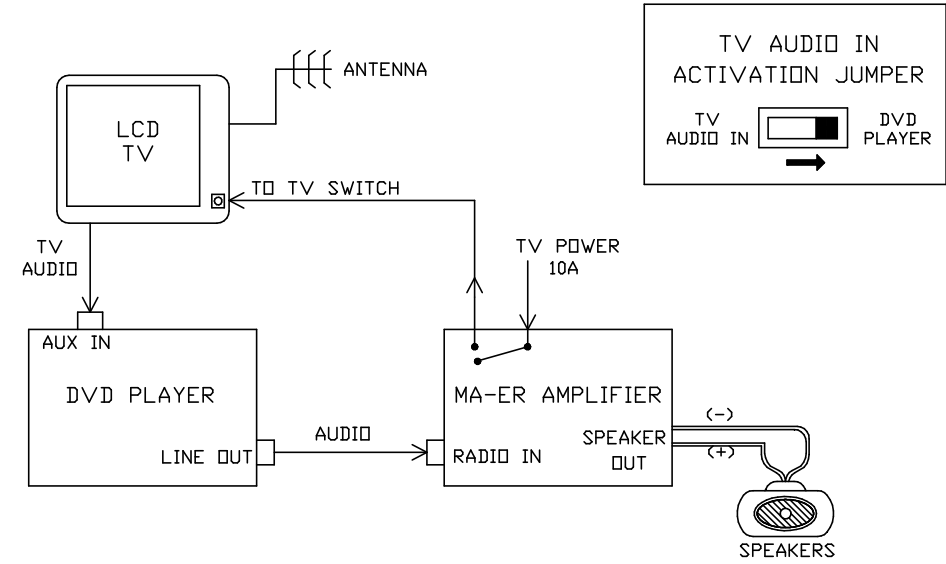 TV AUDIO IN
ACTIVATION JUMPER
TV
AUDIO IN
DVD
PLAYER
ANTENNA
LCD
TV
TO TV SWITCH
TV
AUDIO
TV POWER
10A
AUX IN
DVD PLAYER
LINE OUT
AUDIO
MA-ER AMPLIFIER
RADIO IN
SPEAKER
OUT
(-)
(+)
SPEAKERS